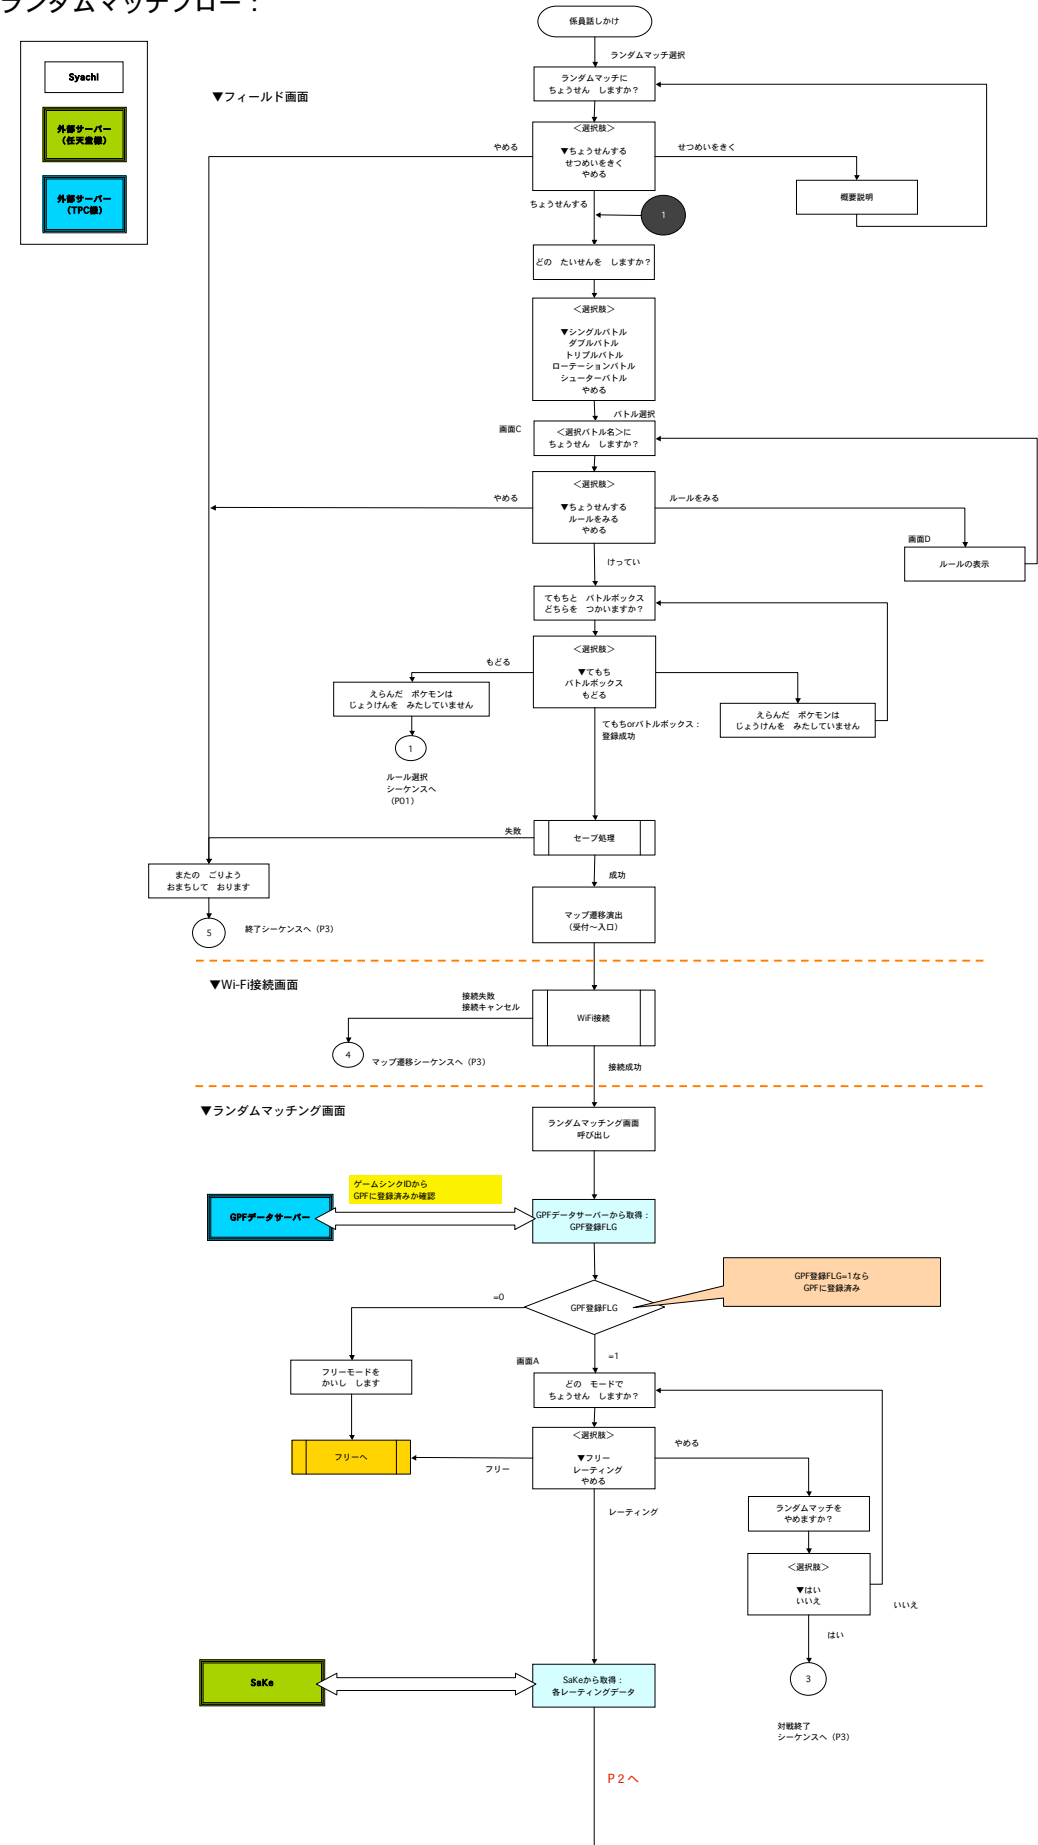 ランダムマッチフロー：
Syachi
外部サーバー
（任天堂様）
外部サーバー
（TPC様）
▼フィールド画面
係員話しかけ
ランダムマッチ選択
ランダムマッチに
ちょうせん　しますか？
＜選択肢＞
▼ちょうせんする
せつめいをきく
やめる
やめる
せつめいをきく
概要説明
ちょうせんする
1
どの　たいせんを　しますか？
＜選択肢＞
▼シングルバトル
ダブルバトル
トリプルバトル
ローテーションバトル
シューターバトル
やめる
バトル選択
画面C
＜選択バトル名＞に
ちょうせん　しますか？
＜選択肢＞
▼ちょうせんする
ルールをみる
やめる
やめる
ルールをみる
画面D
ルールの表示
けってい
てもちと　バトルボックス
どちらを　つかいますか？
＜選択肢＞
▼てもち
バトルボックス
もどる
もどる
えらんだ　ポケモンは
じょうけんを　みたしていません
1
ルール選択
シーケンスへ
（P01）
えらんだ　ポケモンは
じょうけんを　みたしていません
てもちorバトルボックス：
登録成功
セーブ処理
失敗
成功
またの　ごりよう
おまちして　おります
5
終了シーケンスへ（P3）
マップ遷移演出
（受付～入口）
▼Wi-Fi接続画面
接続失敗
接続キャンセル
WiFi接続
4
マップ遷移シーケンスへ（P3）
接続成功
▼ランダムマッチング画面
ランダムマッチング画面
呼び出し
ゲームシンクIDから
GPFに登録済みか確認
GPFデータサーバー
GPFデータサーバーから取得：
GPF登録FLG
GPF登録FLG=1なら
GPFに登録済み
GPF登録FLG
=0
=1
フリーモードを
かいし　します
画面A
どの　モードで
ちょうせん　しますか？
フリーへ
＜選択肢＞
▼フリー
レーティング
やめる
フリー
やめる
レーティング
ランダムマッチを
やめますか？
＜選択肢＞
▼はい
いいえ
いいえ
はい
3
対戦終了
シーケンスへ（P3）
SaKe
SaKeから取得：
各レーティングデータ
P２へ